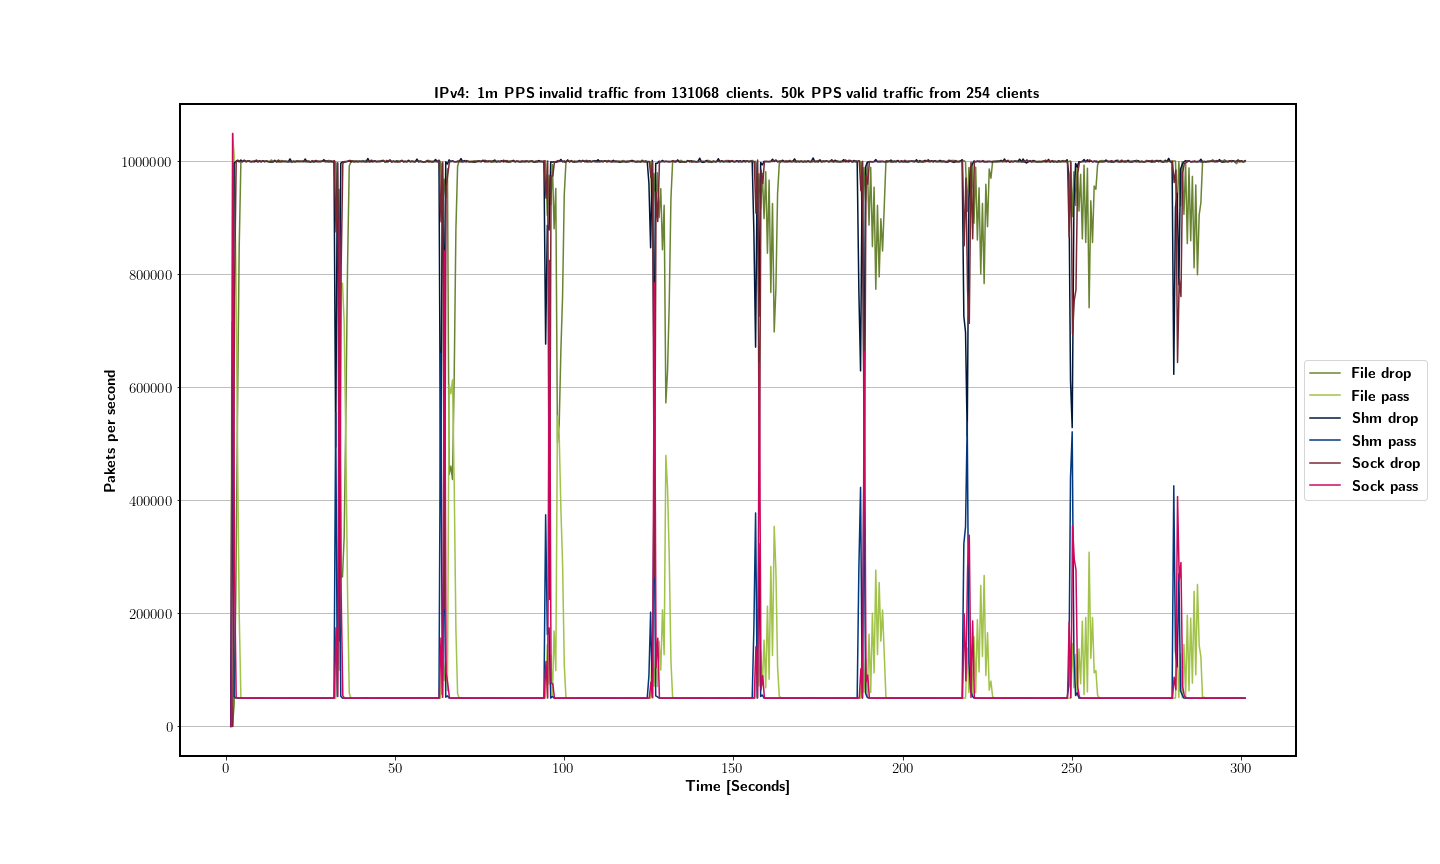 IPv4: 1m PPS invalid traffic from 131068 clients. 50k PPS valid traffic from 254 clients
1000000
800000
600000
400000
200000
0
Pakets per second
0 50 100 150 200 250 300
Time [Seconds]
File drop
File pass
Shm drop
Shm pass
Sock drop
Sock pass